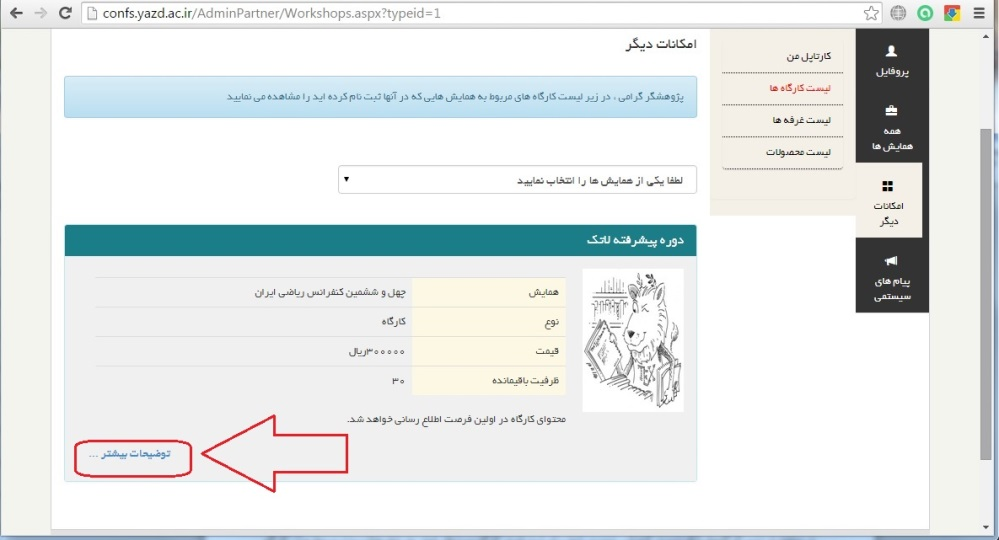 confs.yazd.ac.ir/AdminPartner/Workshops.aspx?typeid=1
پروفایل
همه
همایش ها
امکانات
دیگر
پیام های
سیستمی
کارتابل من
لیست کارگاه ها
لیست غرفه ها
لیست محصولات
امکانات دیگر
پژوهشگر گرامی ، در زیر لیست کارگاه های مربوط به همایش هایی که در آنها ثبت نام کرده اید را مشاهده می نمایید
لطفا یکی از همایش ها را انتخاب نمایید
دوره پیشرفته لاتک
همایش چهل و ششمین کنفرانس ریاضی ایران
نوع کارگاه
قیمت ۳۰۰۰۰۰ریال
ظرفیت باقیمانده ۳۰
محتوای کارگاه در اولین فرصت اطلاع رسانی خواهد شد.
توضیحات بیشتر ...